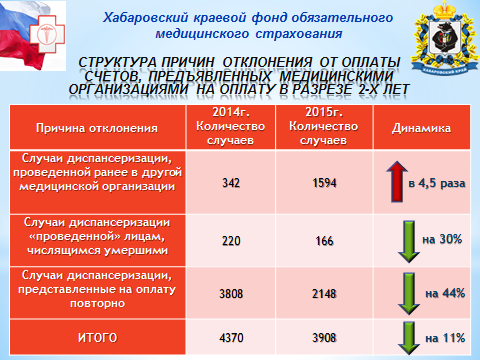 Хабаровский краевой фонд обязательного
медицинского страхования
СТРУКТУРА ПРИЧИН ОТКЛОНЕНИЯ ОТ ОПЛАТЫ
СЧЕТОВ, ПРЕДЪЯВЛЕННЫХ МЕДИЦИНСКИМИ
ОРГАНИЗАЦИЯМИ НА ОПЛАТУ В РАЗРЕЗЕ 2-Х ЛЕТ
Причина отклонения
2014г.
Количество
случаев
2015г.
Количество
случаев
Динамика
Случаи диспансеризации,
проведенной ранее в другой
медицинской организации
342
1594
в 4,5 раза
Случаи диспансеризации
«проведенной» лицам,
числящимся умершими
220
166
на 30%
Случаи диспансеризации,
представленные на оплату
повторно
3808
2148
на 44%
ИТОГО
4370
3908
на 11%
ХАБАРОВСКИЙ КРАЙ